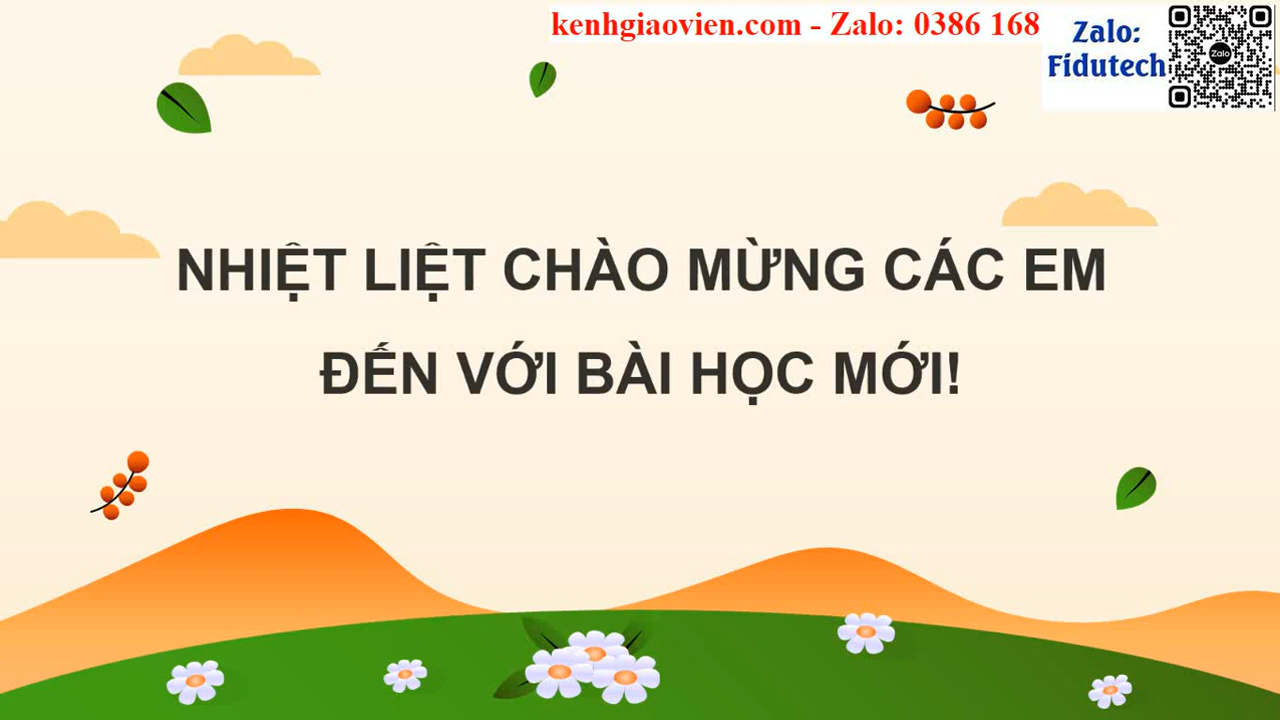 kenhgiaovien.com - Zalo: 0386 168
Zalo:
Fidutech
Zalo
NHIỆT LIỆT CHÀO MỪNG CÁC EM
ĐẾN VỚI BÀI HỌC MỚI!